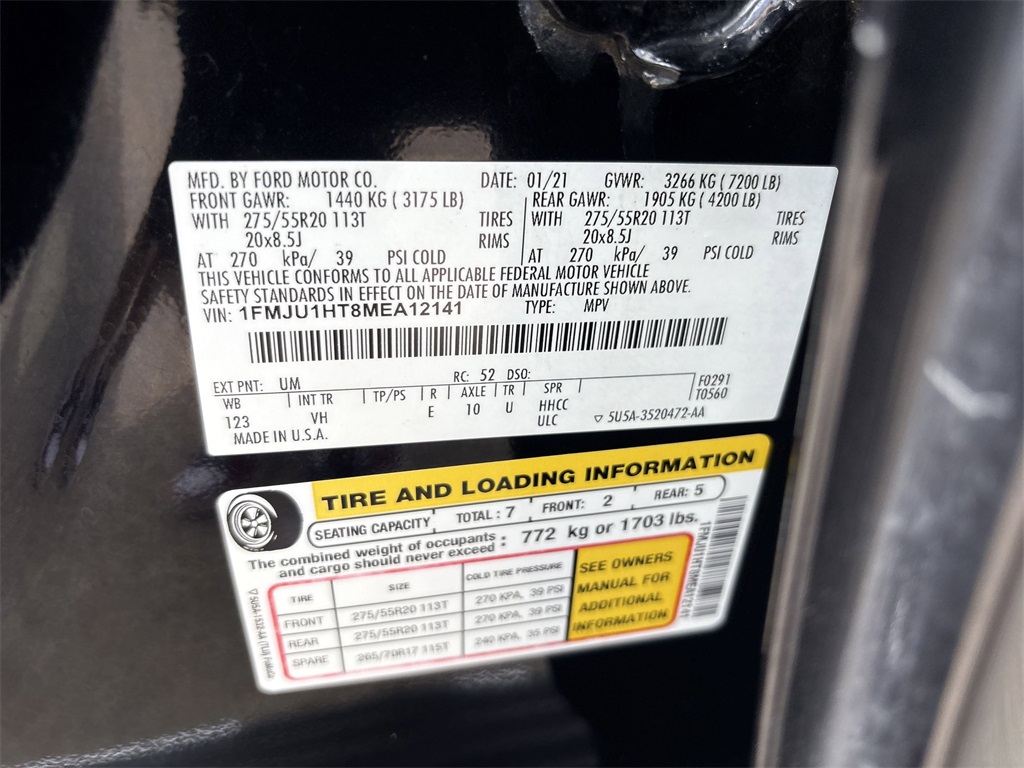 MFD. BY FORD MOTOR CO. DATE: 01/21 GVWR: 3266 KG ( 7200 LB)
FRONT GAWR: 1440 KG ( 3175 LB) REAR GAWR: 1905 KG ( 4200 LB)
WITH 275/55R20 113T TIRES WITH 275/55R20 113T TIRES
20x8.5J RIMS 20x8.5J RIMS
AT 270 kPa/ 39 PSI COLD AT 270 kPa/ 39 PSI COLD
THIS VEHICLE CONFORMS TO ALL APPLICABLE FEDERAL MOTOR VEHICLE
SAFETY STANDARDS IN EFFECT ON THE DATE OF MANUFACTURE SHOWN ABOVE.
VIN: 1FMJU1HT8MEA12141 TYPE: MPV
EXT PNT: UM RC: 52 DSO: F0291
WB INT TR TP/PS R AXLE TR SPR T0560
123 VH E 10 U HHCC
ULC ▽ 5U5A-3520472-AA
MADE IN U.S.A.
TIRE AND LOADING INFORMATION
SEATING CAPACITY TOTAL : 7 FRONT: 2 REAR: 5
The combined weight of occupants and cargo should never exceed : 772 kg or 1703 lbs.
TIRE SIZE COLD TIRE PRESSURE
FRONT 275/55R20 113T 270 KPA, 39 PSI
REAR 275/55R20 113T 270 KPA, 39 PSI
SPARE 265/70R17 115T 240 KPA, 35 PSI
SEE OWNERS
MANUAL FOR
ADDITIONAL
INFORMATION
1FMJU1HT8MEA12141